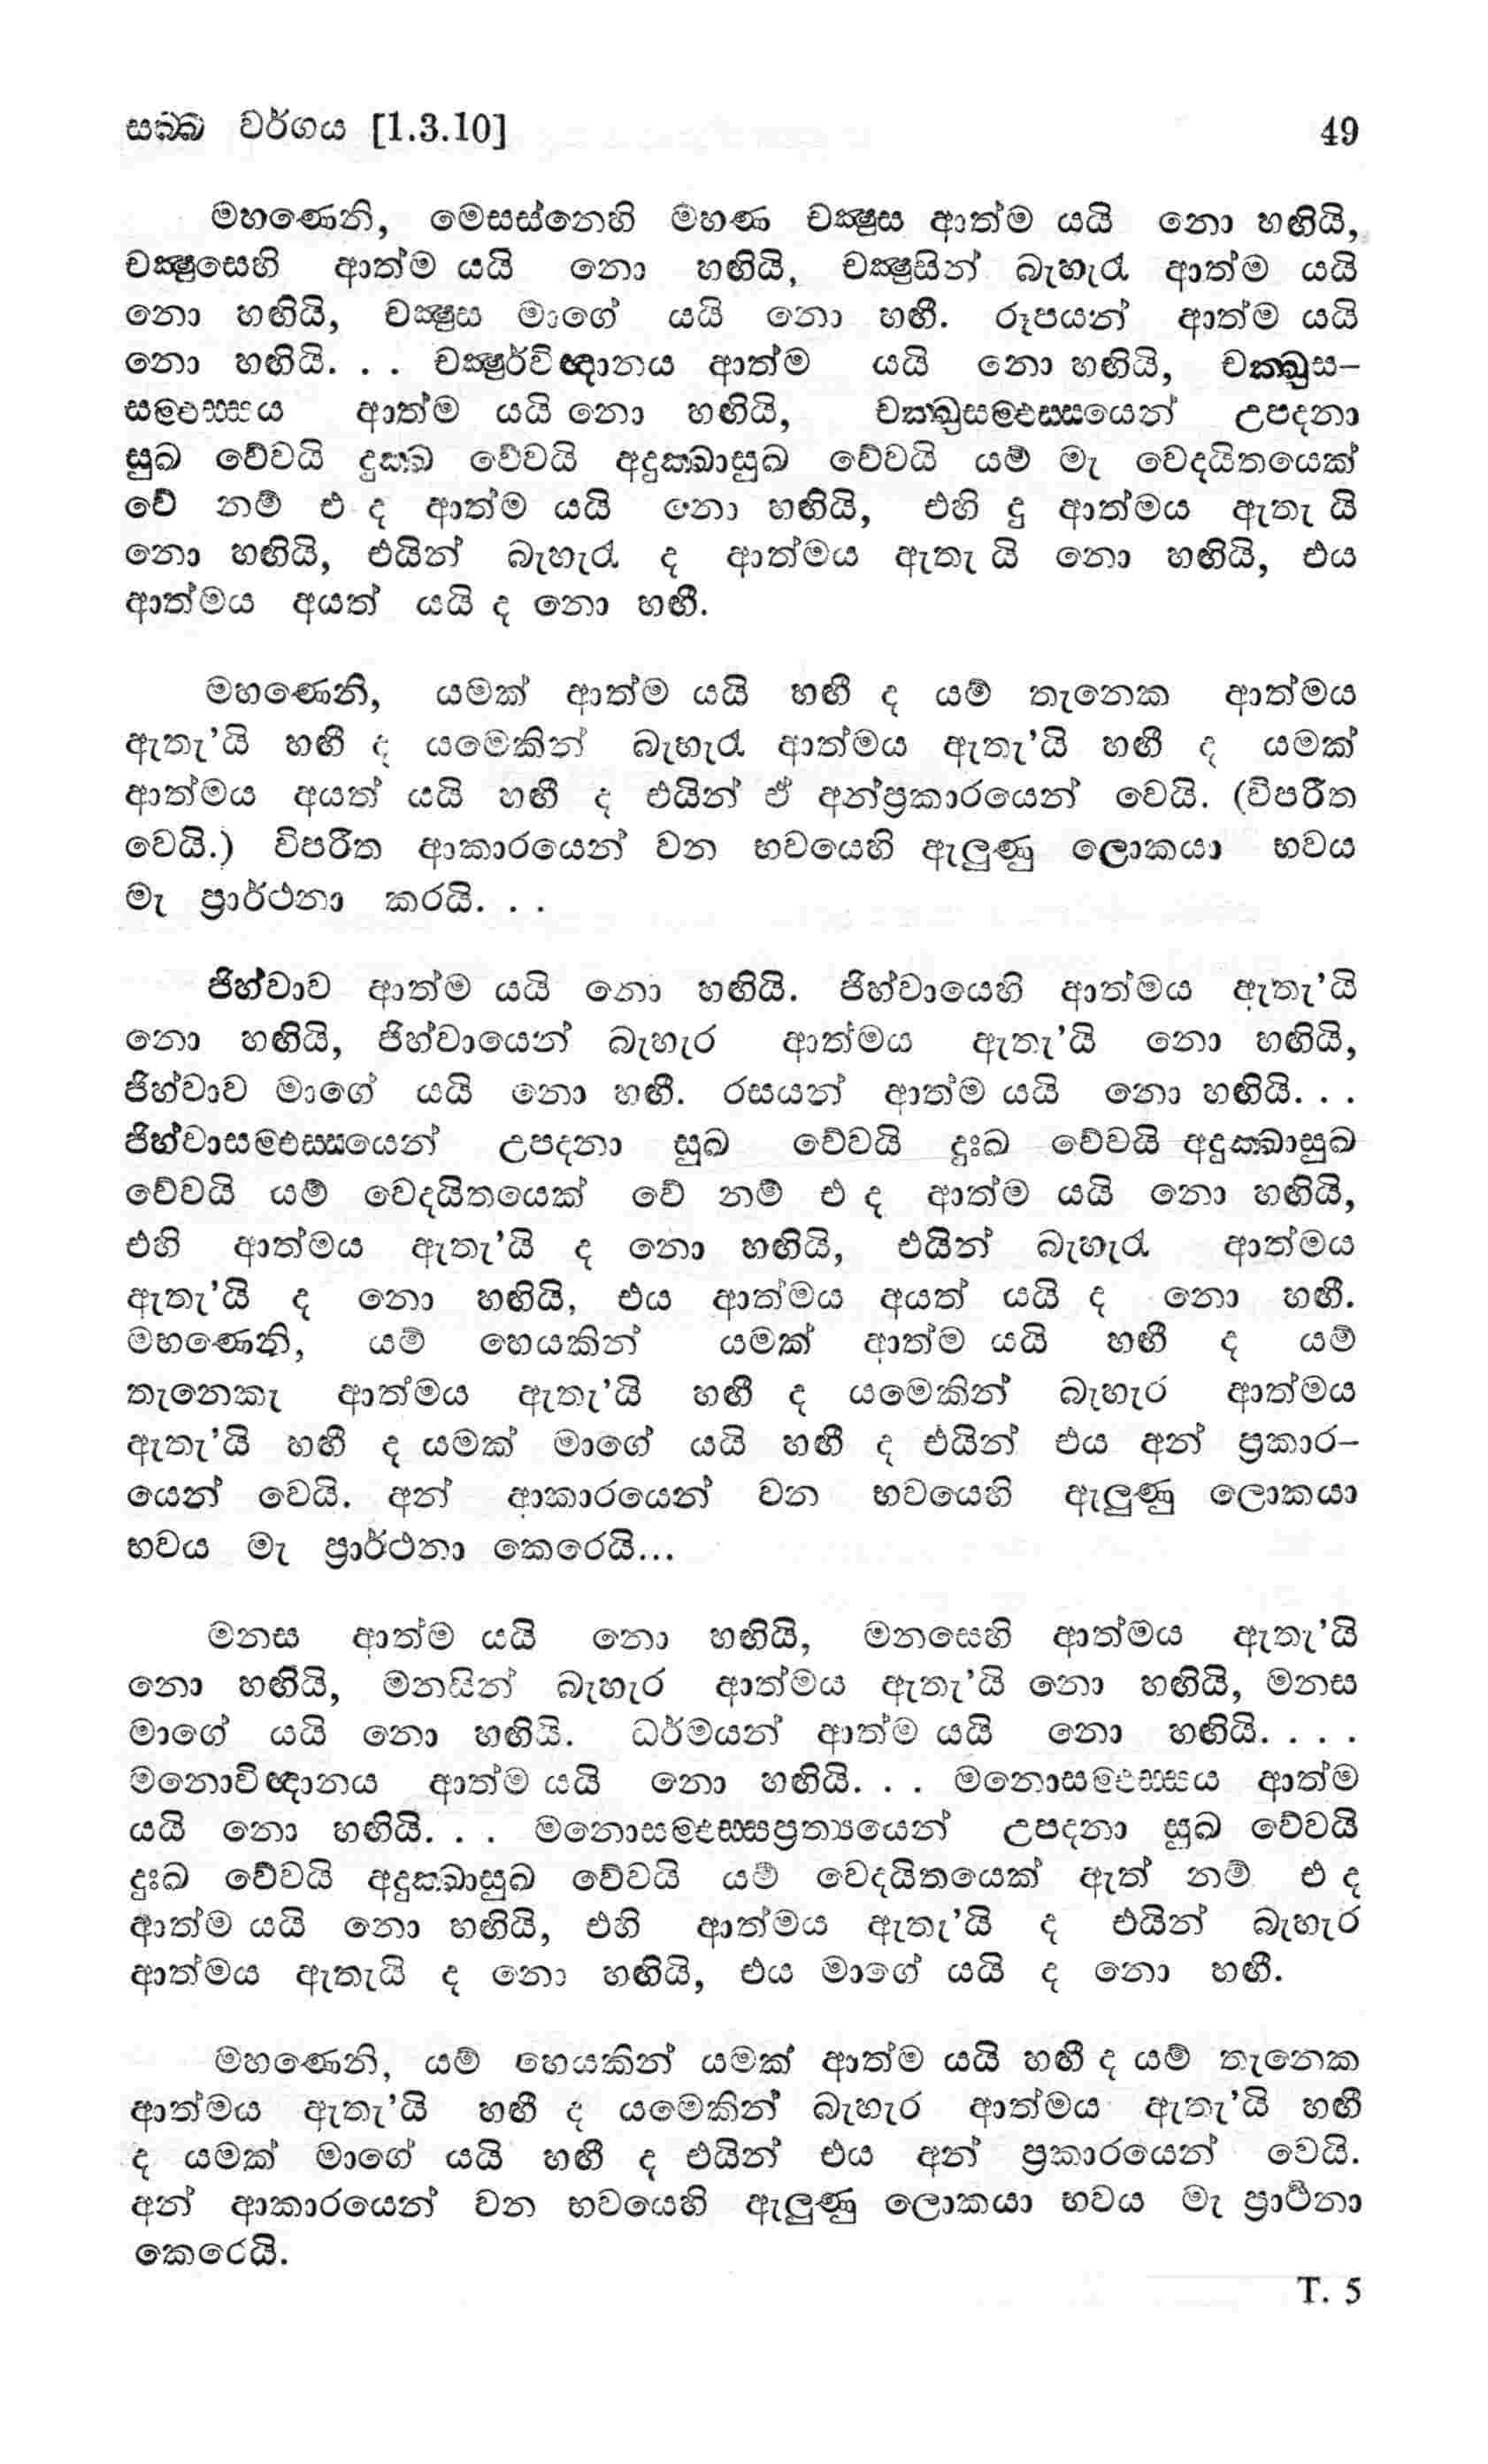 සබ්බ වර්ගය [1.3.10] 49
මහණෙනි, මෙසස්නෙහි මහණ චක්‍ෂුස ආත්ම යයි නො හඟියි,
චක්‍ෂුසෙහි ආත්ම යයි නො හඟියි, චක්‍ෂුසින් බැහැරැ ආත්ම යයි
නො හඟියි, චක්‍ෂුස මාගේ යයි නො හඟී. රූපයන් ආත්ම යයි
නො හඟියි. . . චක්‍ෂුර්විඥානය ආත්ම යයි නො හඟියි, චක්ඛුස-
සම්ඵස්සය ආත්ම යයි නො හඟියි, චක්ඛුසම්ඵස්සයෙන් උපදනා
සුඛ වේවයි දුක්ඛ වේවයි අදුක්ඛාසුඛ වේවයි යම් මැ වෙදයිතයෙක්
වේ නම් එ ද ආත්ම යයි නො හඟියි, එහි දු ආත්මය ඇතැ යි
නො හඟියි, එයින් බැහැරැ ද ආත්මය ඇතැ යි නො හඟියි, එය
ආත්මය අයත් යයි ද නො හඟී.
මහණෙනි, යමක් ආත්ම යයි හඟී ද යම් තැනෙක ආත්මය
ඇතැ’යි හඟී ද යමෙකින් බැහැරැ ආත්මය ඇතැ’යි හඟී ද යමක්
ආත්මය අයත් යයි හඟී ද එයින් ඒ අන්ප්‍රකාරයෙන් වෙයි. (විපරීත
වෙයි.) විපරීත ආකාරයෙන් වන භවයෙහි ඇලුණු ලොකයා භවය
මැ ප්‍රාර්ථනා කරයි. . .
ජිහ්වාව ආත්ම යයි නො හඟියි. ජිහ්වායෙහි ආත්මය ඇතැ’යි
නො හඟියි, ජිහ්වායෙන් බැහැර ආත්මය ඇතැ’යි නො හඟියි,
ජිහ්වාව මාගේ යයි නො හඟී. රසයන් ආත්ම යයි නො හඟියි. . .
ජිහ්වාසම්ඵස්සයෙන් උපදනා සුඛ වේවයි දුඃඛ වේවයි අදුක්ඛාසුඛ
වේවයි යම් වෙදයිතයෙක් වේ නම් එ ද ආත්ම යයි නො හඟියි,
එහි ආත්මය ඇතැ’යි ද නො හඟියි, එයින් බැහැරැ ආත්මය
ඇතැ’යි ද නො හඟියි, එය ආත්මය අයත් යයි ද නො හඟී.
මහණෙනි, යම් හෙයකින් යමක් ආත්ම යයි හඟී ද යම්
තැනෙකැ ආත්මය ඇතැ’යි හඟී ද යමෙකින් බැහැර ආත්මය
ඇතැ’යි හඟී ද යමක් මාගේ යයි හඟී ද එයින් එය අන් ප්‍රකාර-
යෙන් වෙයි. අන් ආකාරයෙන් වන භවයෙහි ඇලුණු ලොකයා
භවය මැ ප්‍රාර්ථනා කෙරෙයි...
මනස ආත්ම යයි නො හඟියි, මනසෙහි ආත්මය ඇතැ’යි
නො හඟියි, මනසින් බැහැර ආත්මය ඇතැ’යි නො හඟියි, මනස
මාගේ යයි නො හඟියි. ධර්මයන් ආත්ම යයි නො හඟියි. . . .
මනොවිඥානය ආත්ම යයි නො හඟියි. . . මනොසම්ඵස්සය ආත්ම
යයි නො හඟියි. . . මනොසම්ඵස්සප්‍රත්‍යයෙන් උපදනා සුඛ වේවයි
දුඃඛ වේවයි අදුක්ඛාසුඛ වේවයි යම් වෙදයිතයෙක් ඇත් නම් එ ද
ආත්ම යයි නො හඟියි, එහි ආත්මය ඇතැ’යි ද එයින් බැහැර
ආත්මය ඇතැයි ද නො හඟියි, එය මාගේ යයි ද නො හඟී.
මහණෙනි, යම් හෙයකින් යමක් ආත්ම යයි හඟී ද යම් තැනෙක
ආත්මය ඇතැ’යි හඟී ද යමෙකින් බැහැර ආත්මය ඇතැ’යි හඟී
ද යමක් මාගේ යයි හඟී ද එයින් එය අන් ප්‍රකාරයෙන් වෙයි.
අන් ආකාරයෙන් වන භවයෙහි ඇලුණු ලොකයා භවය මැ ප්‍රාර්‍ථනා
කෙරෙයි.
T. 5